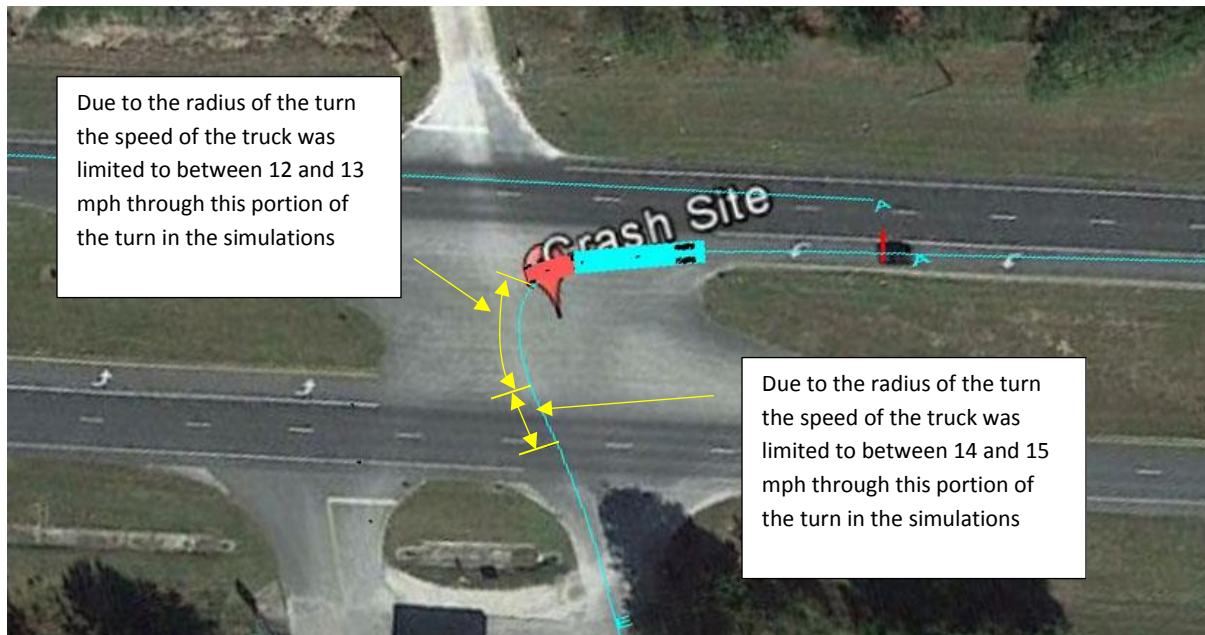 Due to the radius of the turn
the speed of the truck was
limited to between 12 and 13
mph through this portion of
the turn in the simulations
Crash Site
A
A
Due to the radius of the turn
the speed of the truck was
limited to between 14 and 15
mph through this portion of
the turn in the simulations